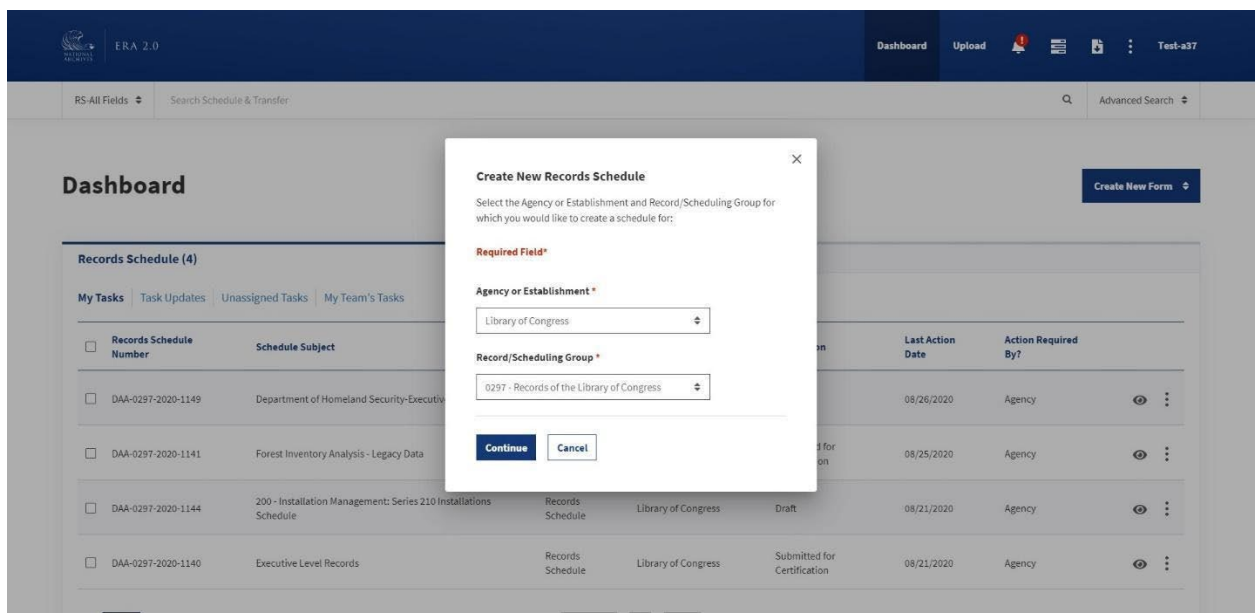 NATIONAL
ARCHIVES
ERA 2.0
Dashboard
Upload
Test-a37
RS-All Fields
Search Schedule & Transfer
Advanced Search
Dashboard
Create New Form
Create New Records Schedule
Select the Agency or Establishment and Record/Scheduling Group for
which you would like to create a schedule for:
Required Field*
Agency or Establishment *
Library of Congress
Record/Scheduling Group *
0297 - Records of the Library of Congress
Continue
Cancel
Records Schedule (4)
My Tasks
Task Updates
Unassigned Tasks
My Team's Tasks
Records Schedule
Number
Schedule Subject
Last Action
Date
Action Required
By?
DAA-0297-2020-1149
Department of Homeland
08/26/2020
Agency
DAA-0297-2020-1141
Forest Inventory Analysis - Legacy Data
08/25/2020
Agency
DAA-0297-2020-1144
200 - Installation Management: Series 210 Installations
Schedule
Records
Schedule
Library of Congress
Draft
08/21/2020
Agency
DAA-0297-2020-1140
Executive Level Records
Records
Schedule
Library of Congress
Submitted for
Certification
08/21/2020
Agency